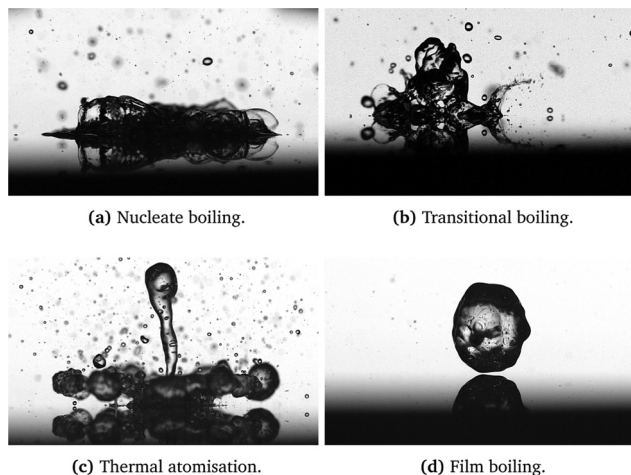 (a) Nucleate boiling.
(b) Transitional boiling.
(c) Thermal atomisation.
(d) Film boiling.